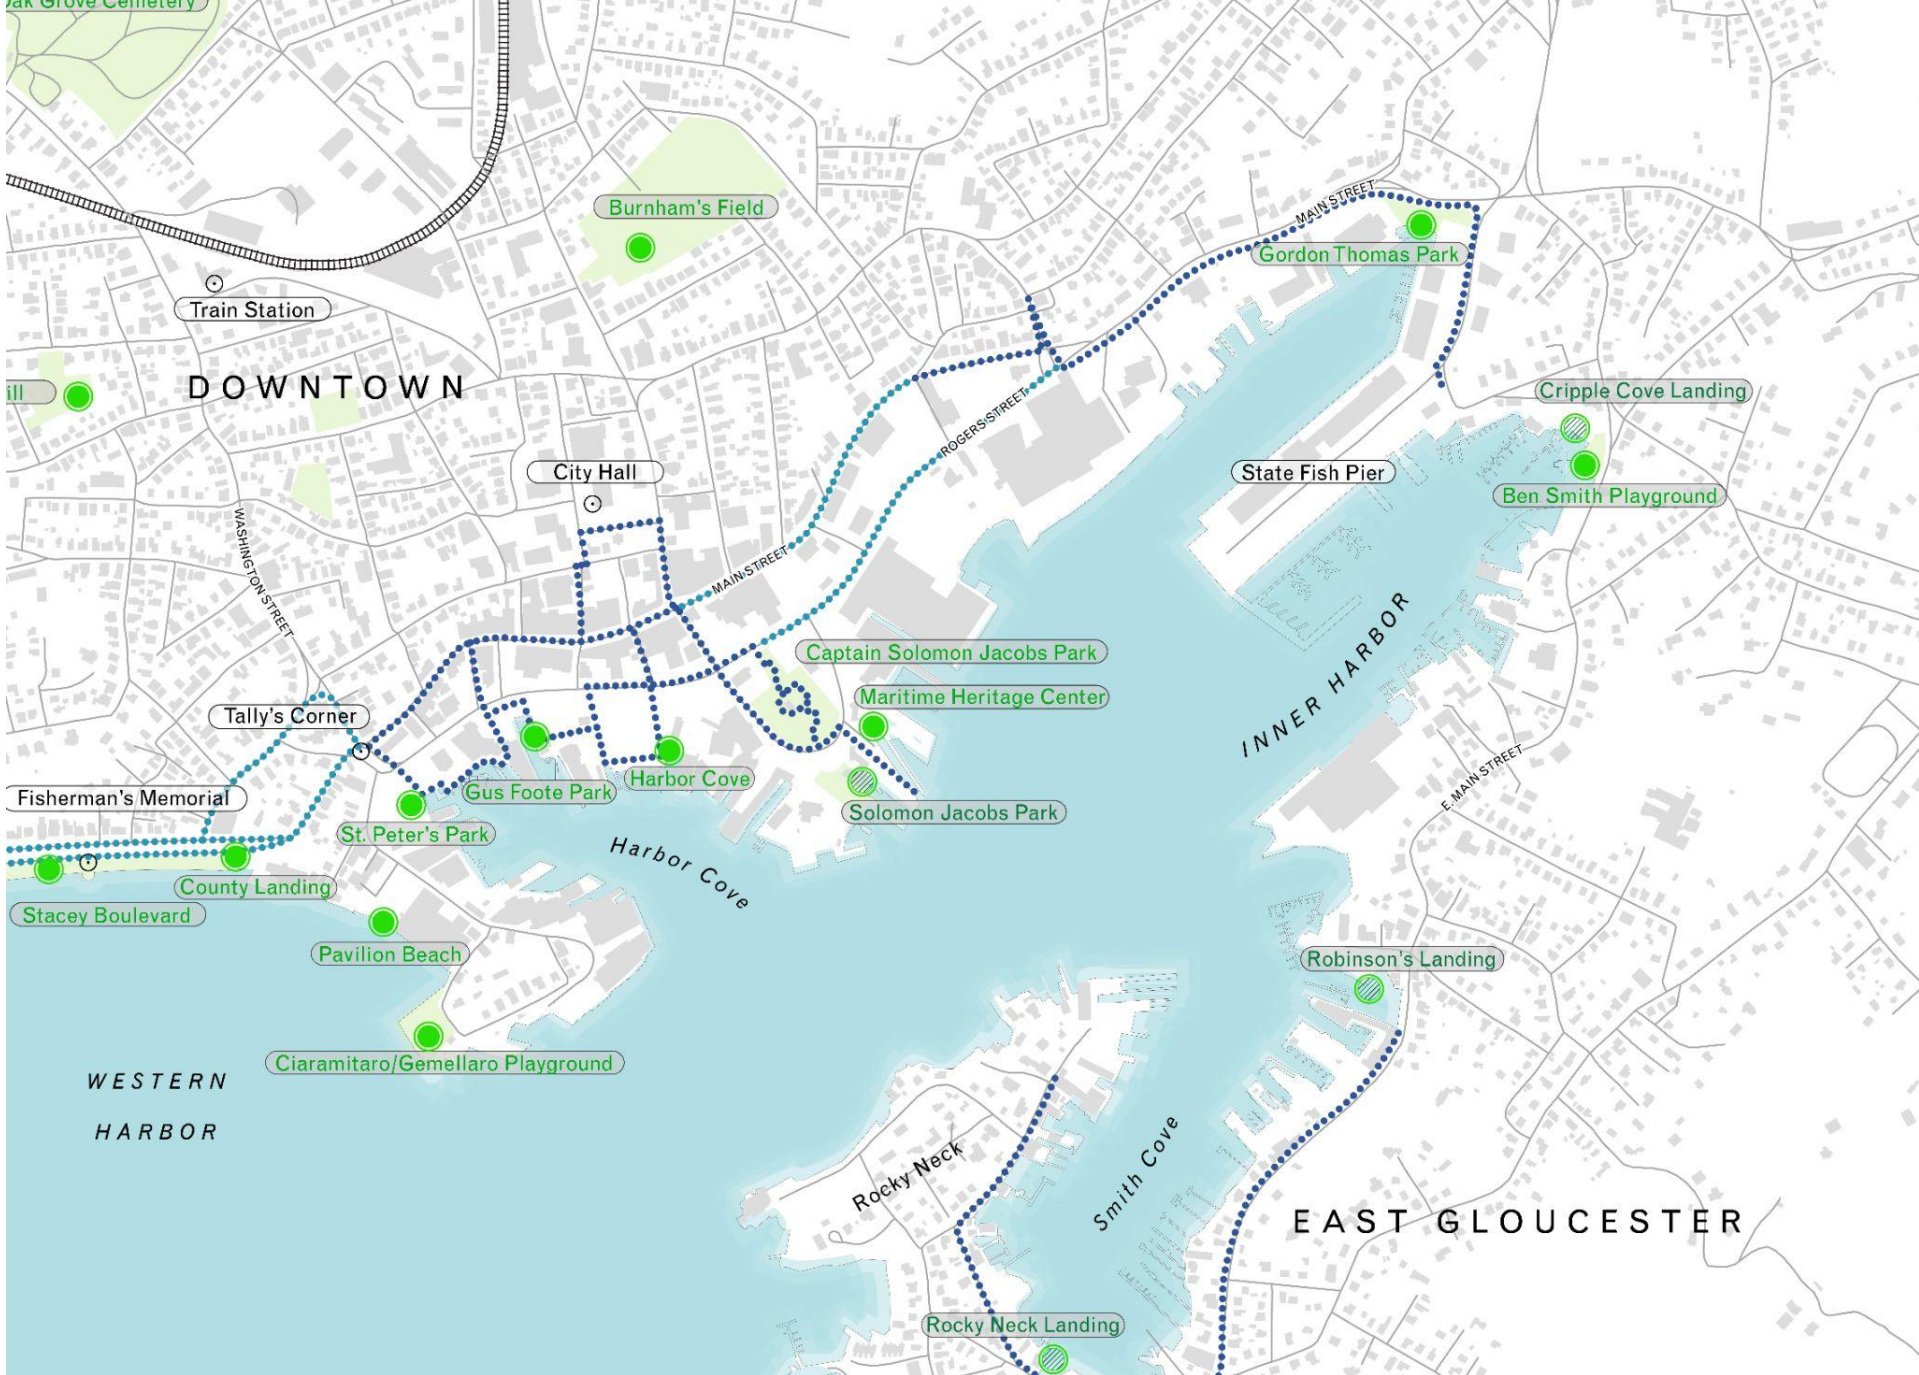 Oak Grove Cemetery
Burnham's Field
MAIN STREET
Gordon Thomas Park
Train Station
DOWNTOWN
ill
Cripple Cove Landing
ROGERS STREET
City Hall
State Fish Pier
Ben Smith Playground
WASHINGTON STREET
MAIN STREET
INNER HARBOR
Captain Solomon Jacobs Park
Maritime Heritage Center
Tally's Corner
E. MAIN STREET
Harbor Cove
Gus Foote Park
Fisherman's Memorial
Solomon Jacobs Park
St. Peter's Park
Harbor Cove
County Landing
Stacey Boulevard
Pavilion Beach
Robinson's Landing
Ciaramitaro/Gemellaro Playground
WESTERN
HARBOR
Rocky Neck
Smith Cove
EAST GLOUCESTER
Rocky Neck Landing